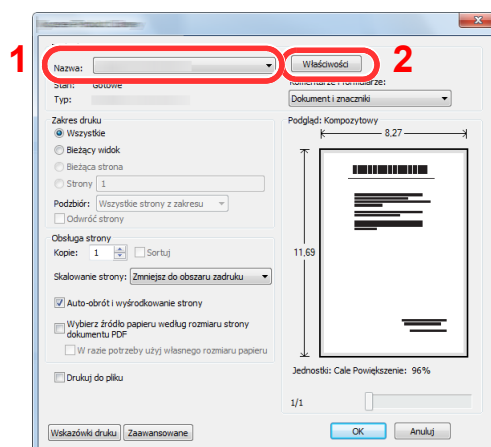 1
2
Nazwa:
Właściwości
Stan: Gotowe
Komentarze i formularze:
Typ:
Dokument i znaczniki
Zakres druku
Wszystkie
Bieżący widok
Bieżąca strona
Strony 1
Podzbiór: Wszystkie strony z zakresu
Odwróć strony
Obsługa strony
Kopie: 1 Sortuj
Skalowanie strony: Zmniejsz do obszaru zadruku
Auto-obrót i wyśrodkowanie strony
Wybierz źródło papieru według rozmiaru strony
dokumentu PDF
W razie potrzeby użyj własnego rozmiaru papieru
Drukuj do pliku
Podgląd: Kompozytowy
8,27
11,69
Jednostki: Cale Powiększenie: 96%
1/1
Wskazówki druku Zaawansowane
OK Anuluj